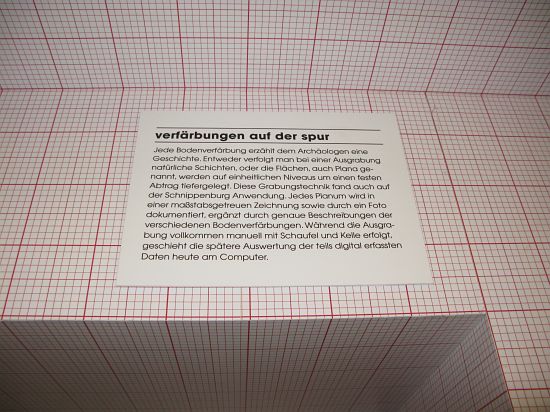 verfärbungen auf der spur
Jede Bodenverfärbung erzählt dem Archäologen eine
Geschichte. Entweder verfolgt man bei einer Ausgrabung
natürliche Schichten, oder die Flächen, auch Plana ge-
nannt, werden auf einheitlichen Niveaus um einen festen
Abtrag tiefergelegt. Diese Grabungstechnik fand auch auf
der Schnippenburg Anwendung. Jedes Planum wird in
einer maßstabsgetreuen Zeichnung sowie durch ein Foto
dokumentiert, ergänzt durch genaue Beschreibungen der
verschiedenen Bodenverfärbungen. Während die Ausgra-
bung vollkommen manuell mit Schaufel und Kelle erfolgt,
geschieht die spätere Auswertung der teils digital erfassten
Daten heute am Computer.